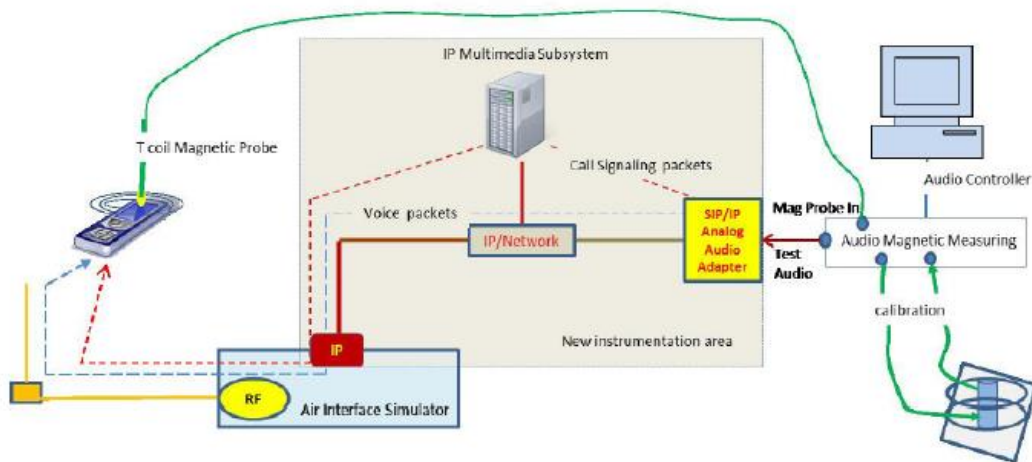 IP Multimedia Subsystem
T coil Magnetic Probe
Call Signaling packets
Audio Controller
Voice packets
SIP/IP
Analog
Audio
Adapter
Mag Probe In
IP/Network
Audio Magnetic Measuring
Test
Audio
calibration
IP
New instrumentation area
RF
Air Interface Simulator